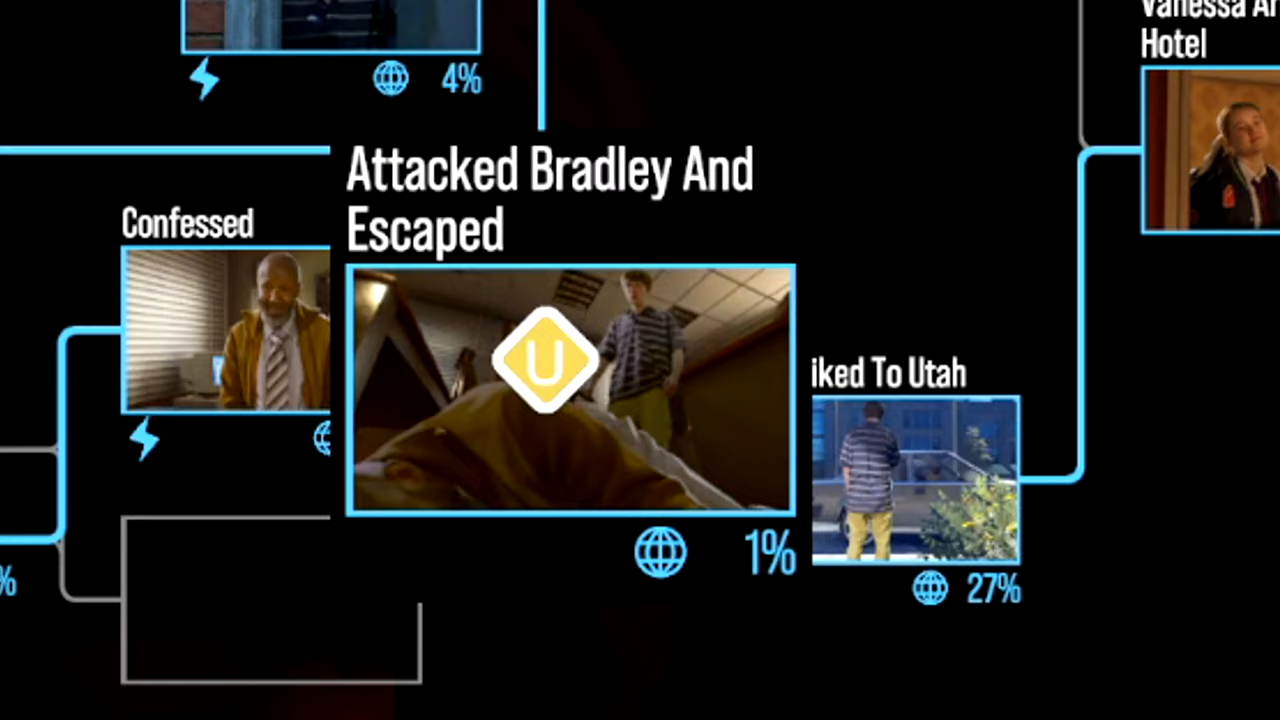 Hotel
4%
Attacked Bradley And
Escaped
Confessed
U
iked To Utah
%
1%
27%